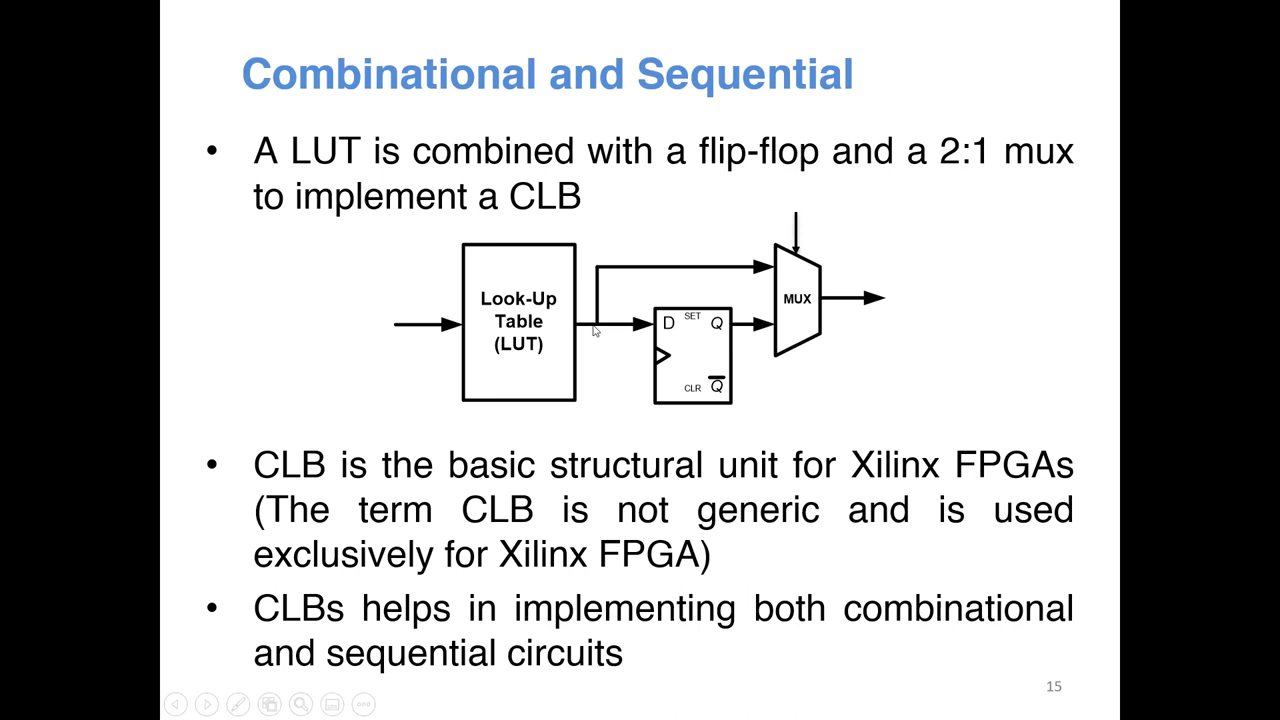 Combinational and Sequential
• A LUT is combined with a flip-flop and a 2:1 mux
to implement a CLB
Look-Up
Table
(LUT)
D SET Q
CLR Q
MUX
• CLB is the basic structural unit for Xilinx FPGAs
(The term CLB is not generic and is used
exclusively for Xilinx FPGA)
• CLBs helps in implementing both combinational
and sequential circuits
15